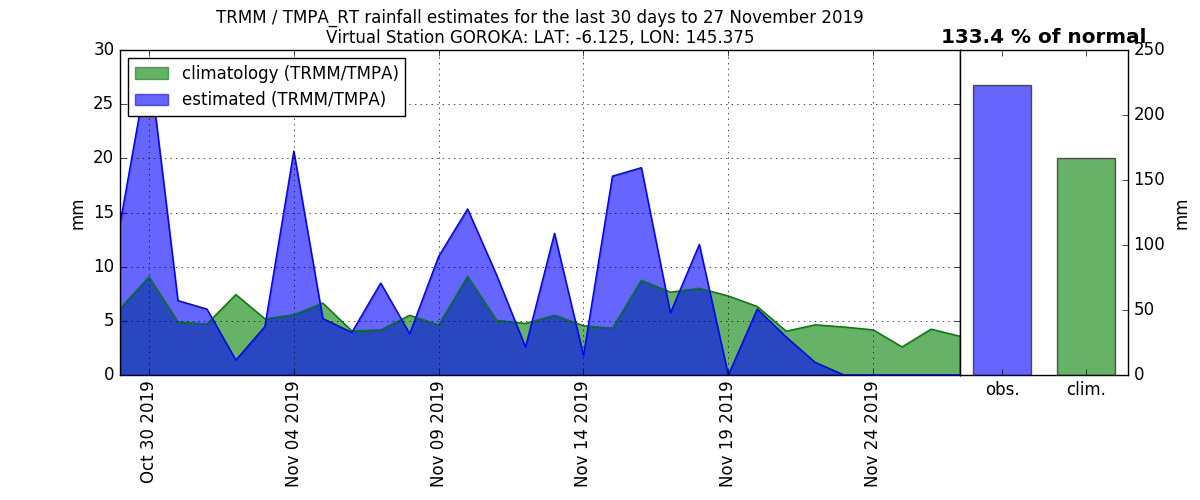 TRMM / TMPA_RT rainfall estimates for the last 30 days to 27 November 2019
Virtual Station GOROKA: LAT: -6.125, LON: 145.375
133.4 % of normal
climatology (TRMM/TMPA)
estimated (TRMM/TMPA)
mm
30
25
20
15
10
5
0
Oct 30 2019
Nov 04 2019
Nov 09 2019
Nov 14 2019
Nov 19 2019
Nov 24 2019
obs.
clim.
250
200
150
100
50
0
mm